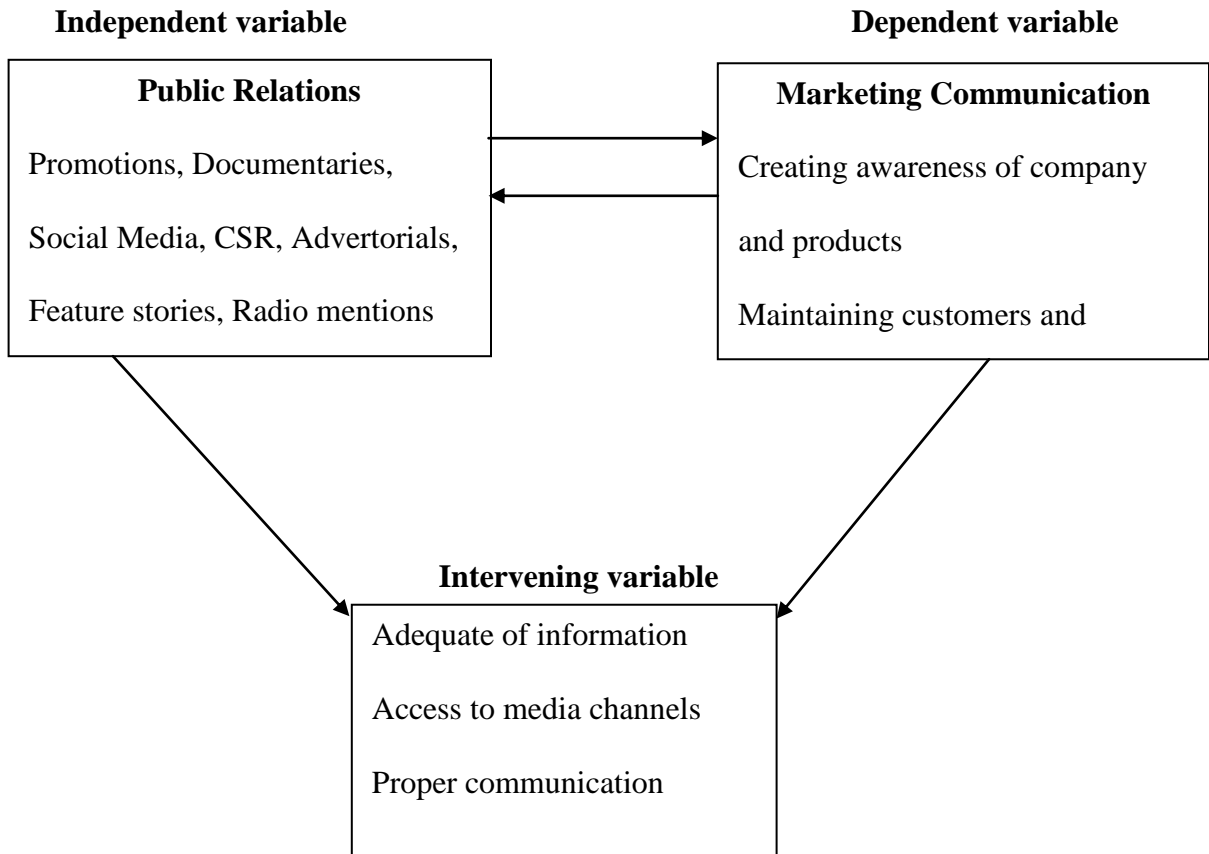 Independent variable
Dependent variable
Public Relations
Promotions, Documentaries,
Social Media, CSR, Advertorials,
Feature stories, Radio mentions
Marketing Communication
Creating awareness of company
and products
Maintaining customers and
Intervening variable
Adequate of information
Access to media channels
Proper communication